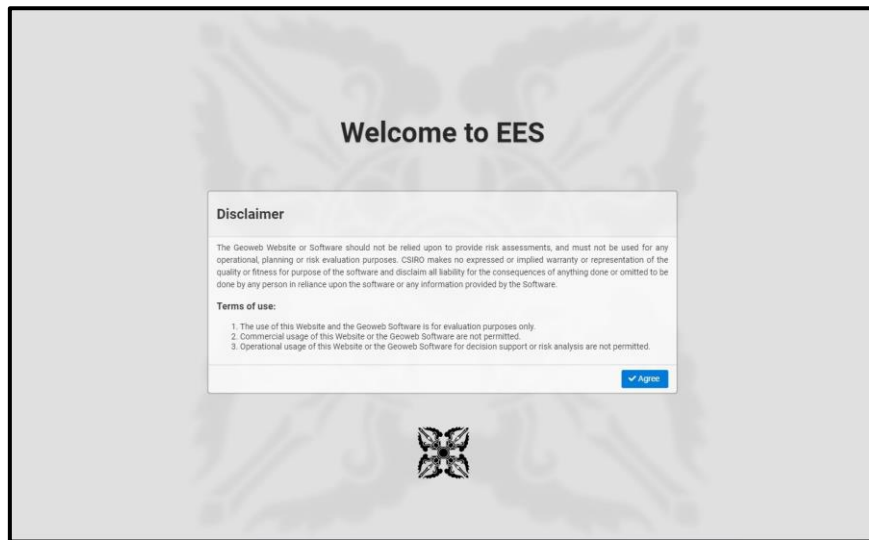 Welcome to EES
Disclaimer
The Geoweb Website or Software should not be relied upon to provide risk assessments, and must not be used for any
operational, planning or risk evaluation purposes. CSIRO makes no expressed or implied warranty or representation of the
quality or fitness for purpose of the software and disclaim all liability for the consequences of anything done or omitted to be
done by any person in reliance upon the software or any information provided by the Software.
Terms of use:
1. The use of this Website and the Geoweb Software is for evaluation purposes only.
2. Commercial usage of this Website or the Geoweb Software are not permitted.
3. Operational usage of this Website or the Geoweb Software for decision support or risk analysis are not permitted.
Agree